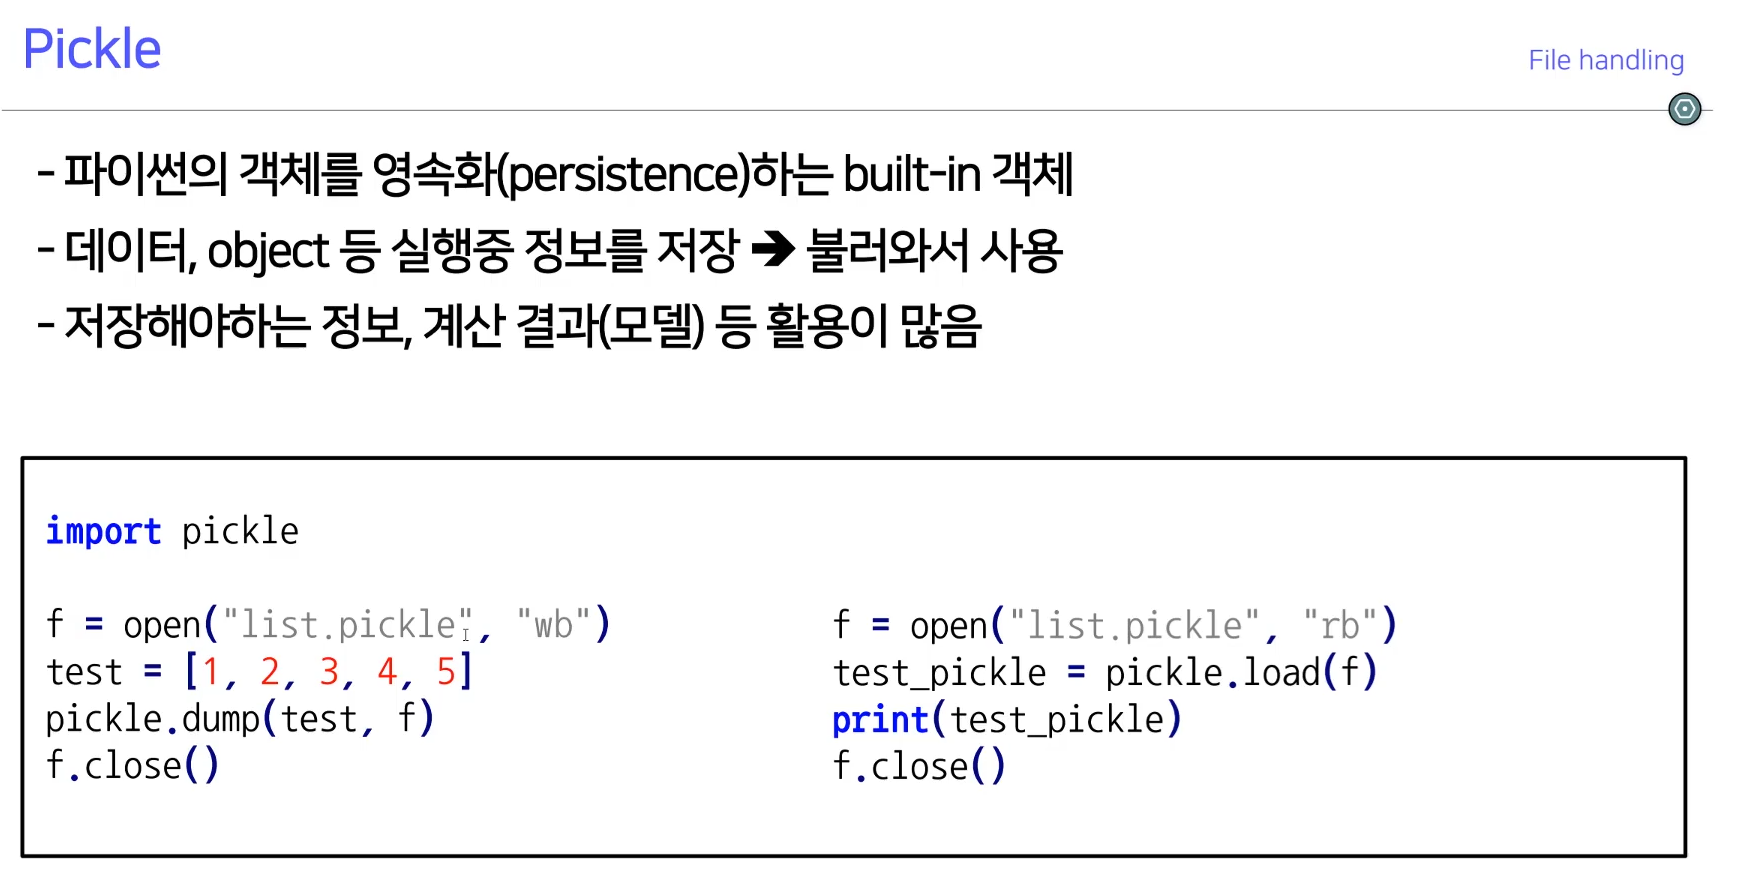 Pickle
File handling
- 파이썬의 객체를 영속화(persistence)하는 built-in 객체
- 데이터, object 등 실행중 정보를 저장 ➔ 불러와서 사용
- 저장해야하는 정보, 계산 결과(모델) 등 활용이 많음
import pickle
f = open("list.pickle", "wb")
test = [1, 2, 3, 4, 5]
pickle.dump(test, f)
f.close()
f = open("list.pickle", "rb")
test_pickle = pickle.load(f)
print(test_pickle)
f.close()